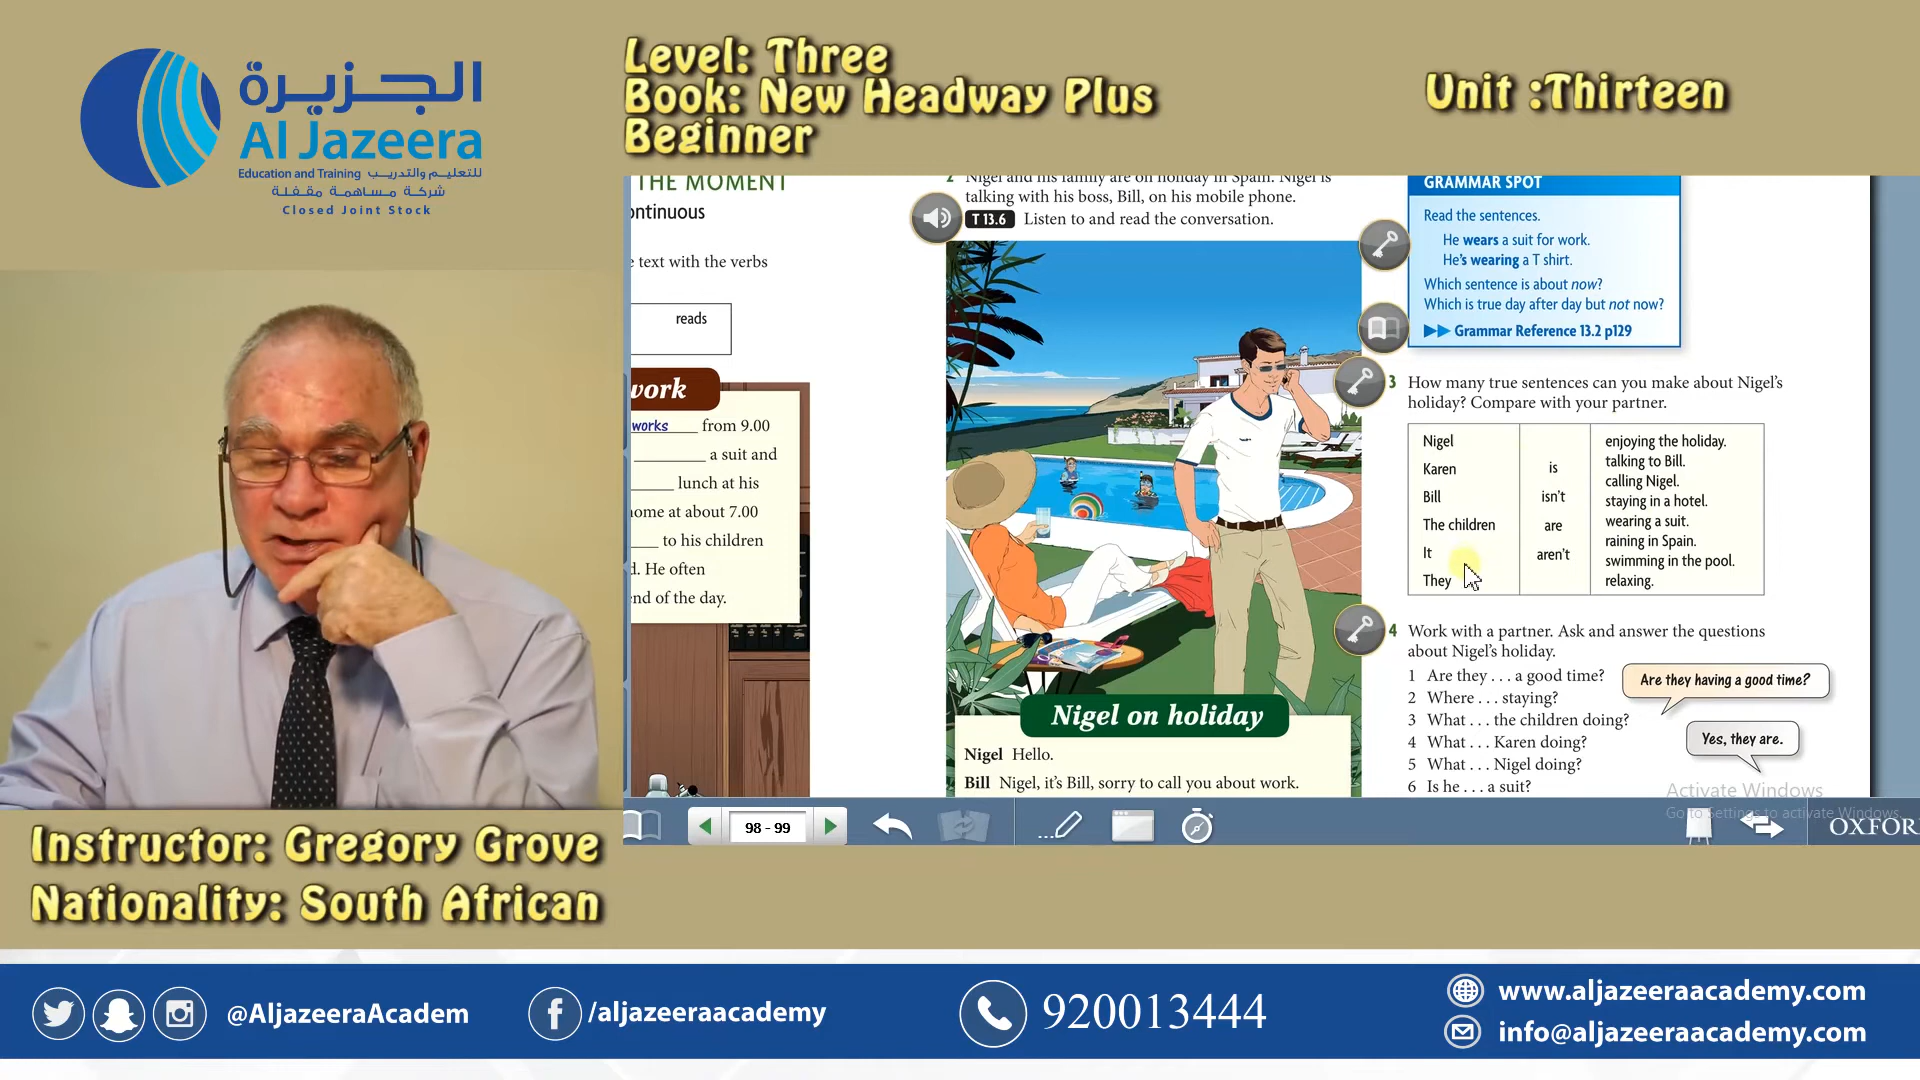 الجزيرة
Al Jazeera
Education and Training للتعليم والتدريب
شركة مساهمة مقفلة
Closed Joint Stock
Level: Three
Book: New Headway Plus
Beginner
Unit :Thirteen
THE MOMENT
ontinuous
e text with the verbs
reads
work
works from 9.00
a suit and
lunch at his
ome at about 7.00
to his children
d. He often
end of the day.
2 Nigel and his family are on holiday in Spain. Nigel is
talking with his boss, Bill, on his mobile phone.
T 13.6 Listen to and read the conversation.
Nigel on holiday
Nigel Hello.
Bill Nigel, it's Bill, sorry to call you about work.
GRAMMAR SPOT
Read the sentences.
He wears a suit for work.
He's wearing a T shirt.
Which sentence is about now?
Which is true day after day but not now?
Grammar Reference 13.2 p129
3 How many true sentences can you make about Nigel's
holiday? Compare with your partner.
Nigel
Karen
Bill
The children
It
They
is
isn't
are
aren't
enjoying the holiday.
talking to Bill.
calling Nigel.
staying in a hotel.
wearing a suit.
raining in Spain.
swimming in the pool.
relaxing.
4 Work with a partner. Ask and answer the questions
about Nigel's holiday.
1 Are they . . . a good time?
2 Where . . . staying?
3 What . . . the children doing?
4 What . . . Karen doing?
5 What . . . Nigel doing?
6 Is he . . . a suit?
Are they having a good time?
Yes, they are.
Activate Windows
Go to Settings to activate Windows.
98 - 99
OXFOR
Instructor: Gregory Grove
Nationality: South African
@AljazeeraAcadem
/aljazeeraacademy
920013444
www.aljazeeraacademy.com
info@aljazeeraacademy.com